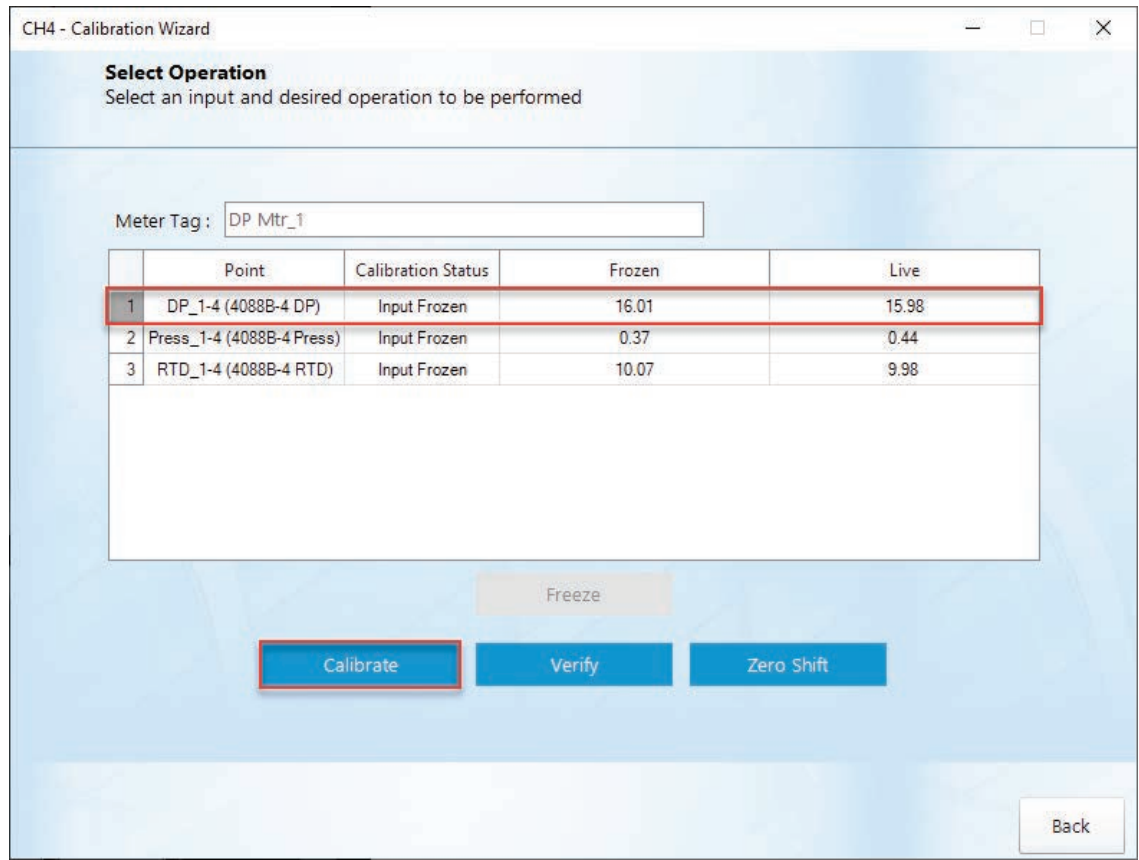 CH4 - Calibration Wizard
Select Operation
Select an input and desired operation to be performed
Meter Tag : DP Mtr_1
Point Calibration Status Frozen Live
1 DP_1-4 (4088B-4 DP) Input Frozen 16.01 15.98
2 Press_1-4 (4088B-4 Press) Input Frozen 0.37 0.44
3 RTD_1-4 (4088B-4 RTD) Input Frozen 10.07 9.98
Freeze
Calibrate Verify Zero Shift
Back